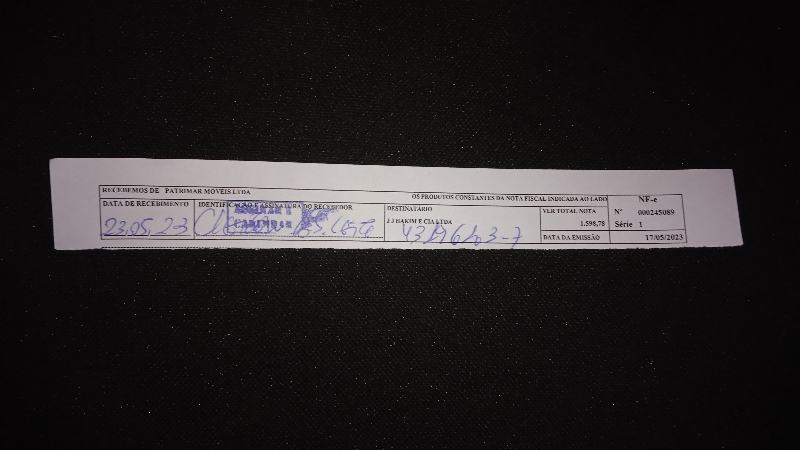 RECEBEMOS DE PATRIMAR MÓVEIS LTDA OS PRODUTOS CONSTANTES DA NOTA FISCAL INDICADA AO LADO
NF-e
DATA DE RECEBIMENTO
23.05.23
IDENTIFICAÇÃO E ASSINATURA DO RECEBEDOR
DESTINATÁRIO
J J HAKIM E CIA LTDA
VLR TOTAL NOTA
1.598,78
DATA DA EMISSÃO
Nº 000245089
Série 1
17/05/2023